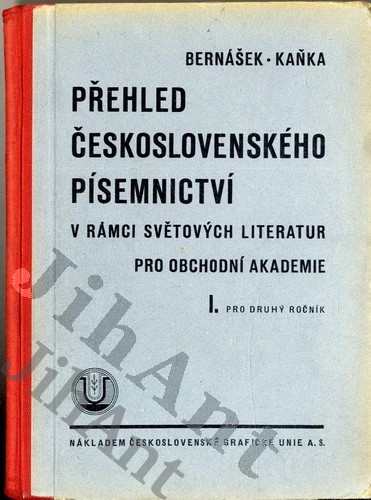 BERNÁŠEK · KAŇKA
PŘEHLED
ČESKOSLOVENSKÉHO
PÍSEMNICTVÍ
V RÁMCI SVĚTOVÝCH LITERATUR
PRO OBCHODNÍ AKADEMIE
I. PRO DRUHÝ ROČNÍK
NÁKLADEM ČESKOSLOVENSKÉ GRAFICKÉ UNIE A. S.
JihAnt
JihAnt